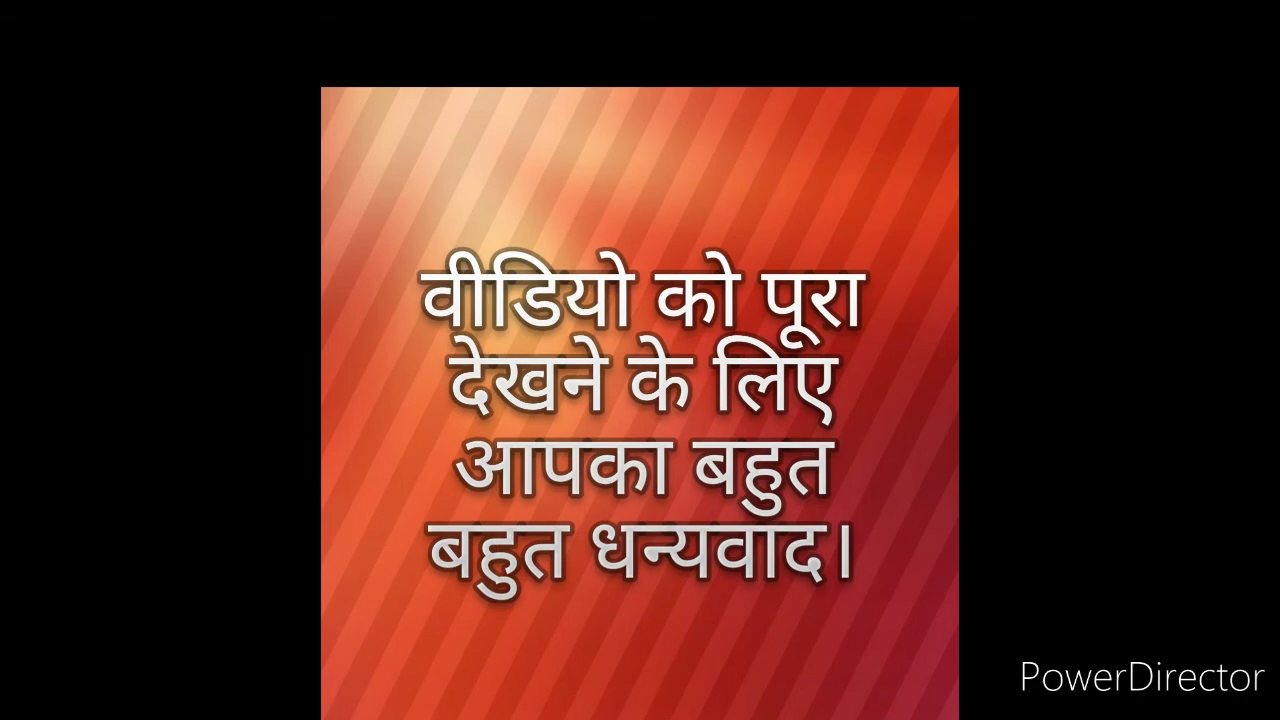 वीडियो को पूरा
देखने के लिए
आपका बहुत
बहुत धन्यवाद।
PowerDirector